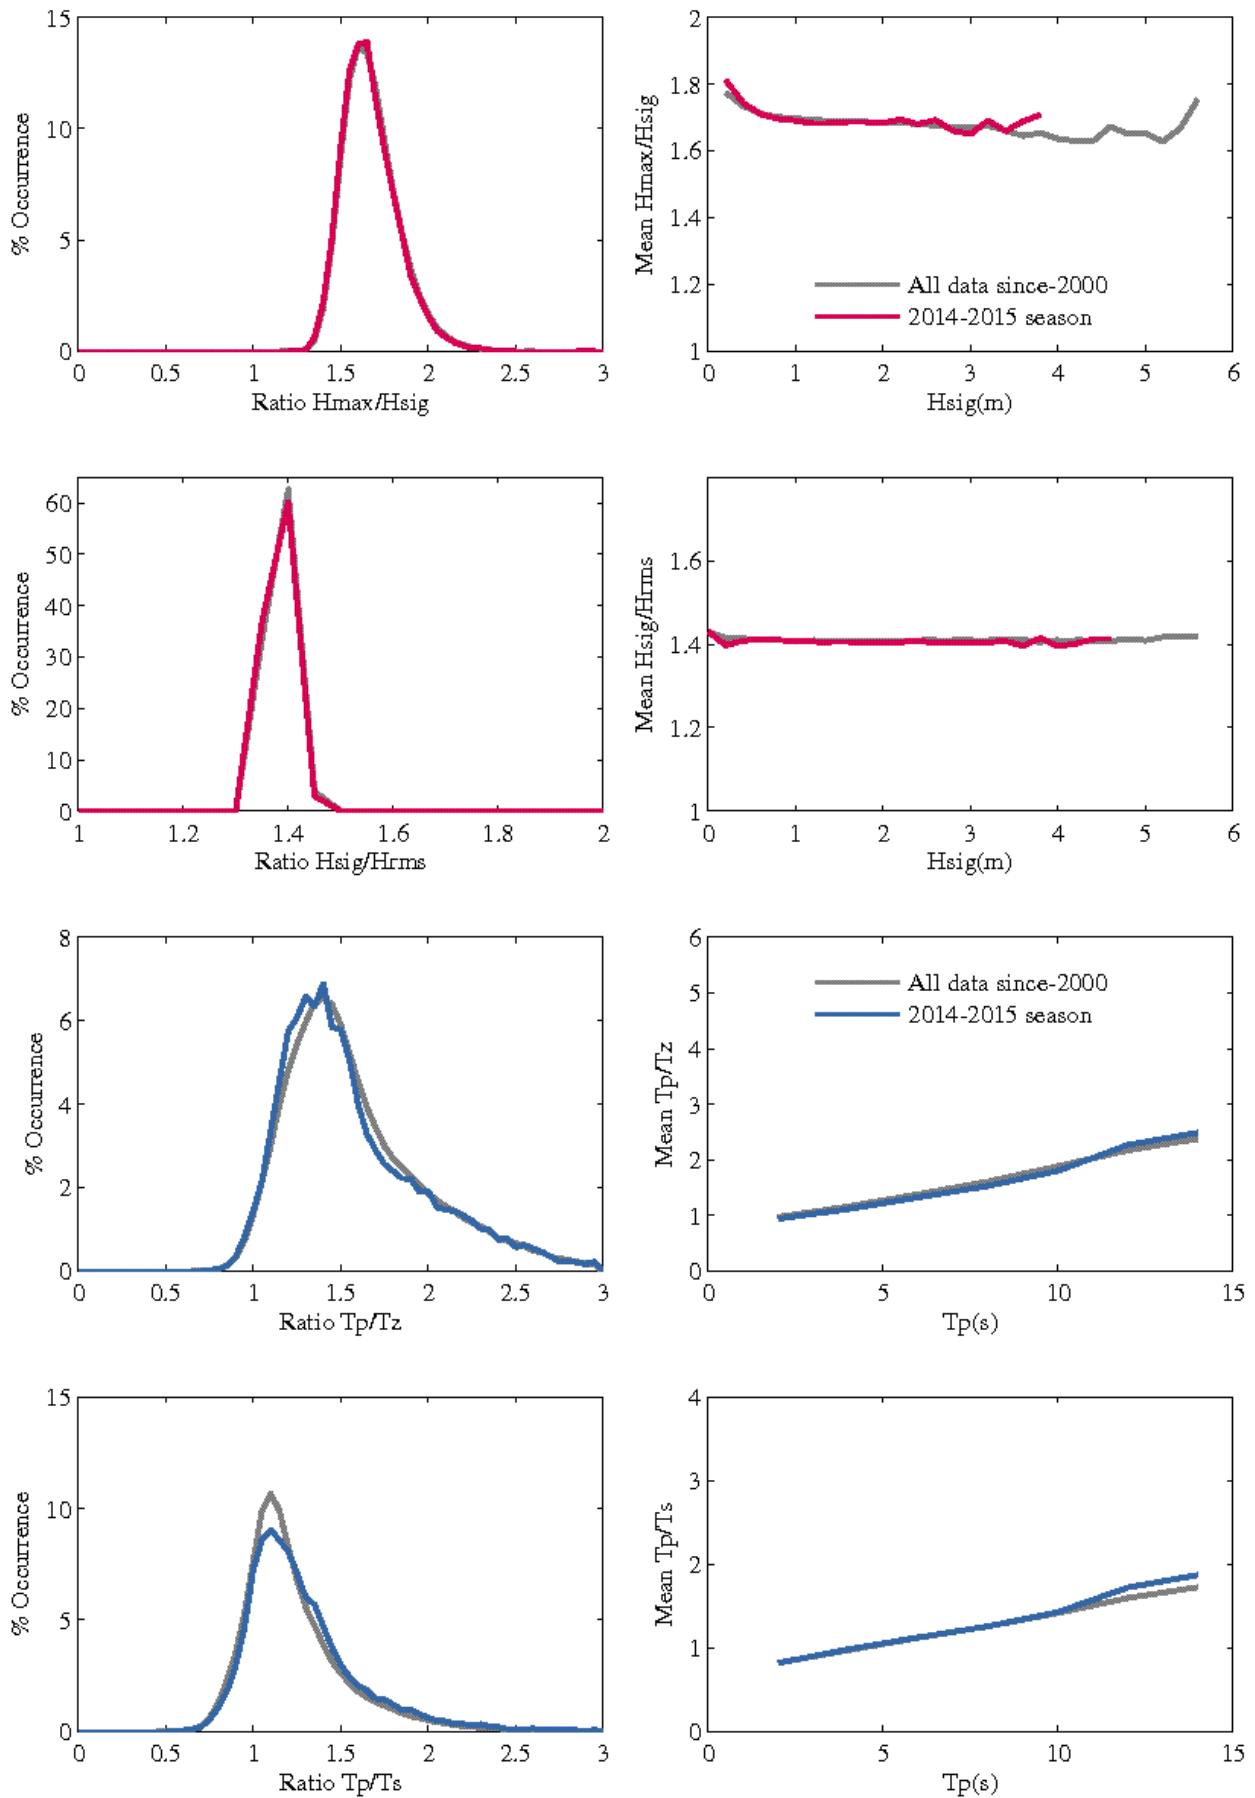 15
10
5
0
% Occurrence
0 0.5 1 1.5 2 2.5 3
Ratio Hmax/Hsig
2
1.8
1.6
1.4
1.2
1
Mean Hmax/Hsig
All data since-2000
2014-2015 season
0 1 2 3 4 5 6
Hsig(m)
60
50
40
30
20
10
0
% Occurrence
1 1.2 1.4 1.6 1.8 2
Ratio Hsig/Hrms
1.6
1.4
1.2
1
Mean Hsig/Hrms
0 1 2 3 4 5 6
Hsig(m)
8
6
4
2
0
% Occurrence
0 0.5 1 1.5 2 2.5 3
Ratio Tp/Tz
6
5
4
3
2
1
0
Mean Tp/Tz
All data since-2000
2014-2015 season
0 5 10 15
Tp(s)
15
10
5
0
% Occurrence
0 0.5 1 1.5 2 2.5 3
Ratio Tp/Ts
4
3
2
1
0
Mean Tp/Ts
0 5 10 15
Tp(s)